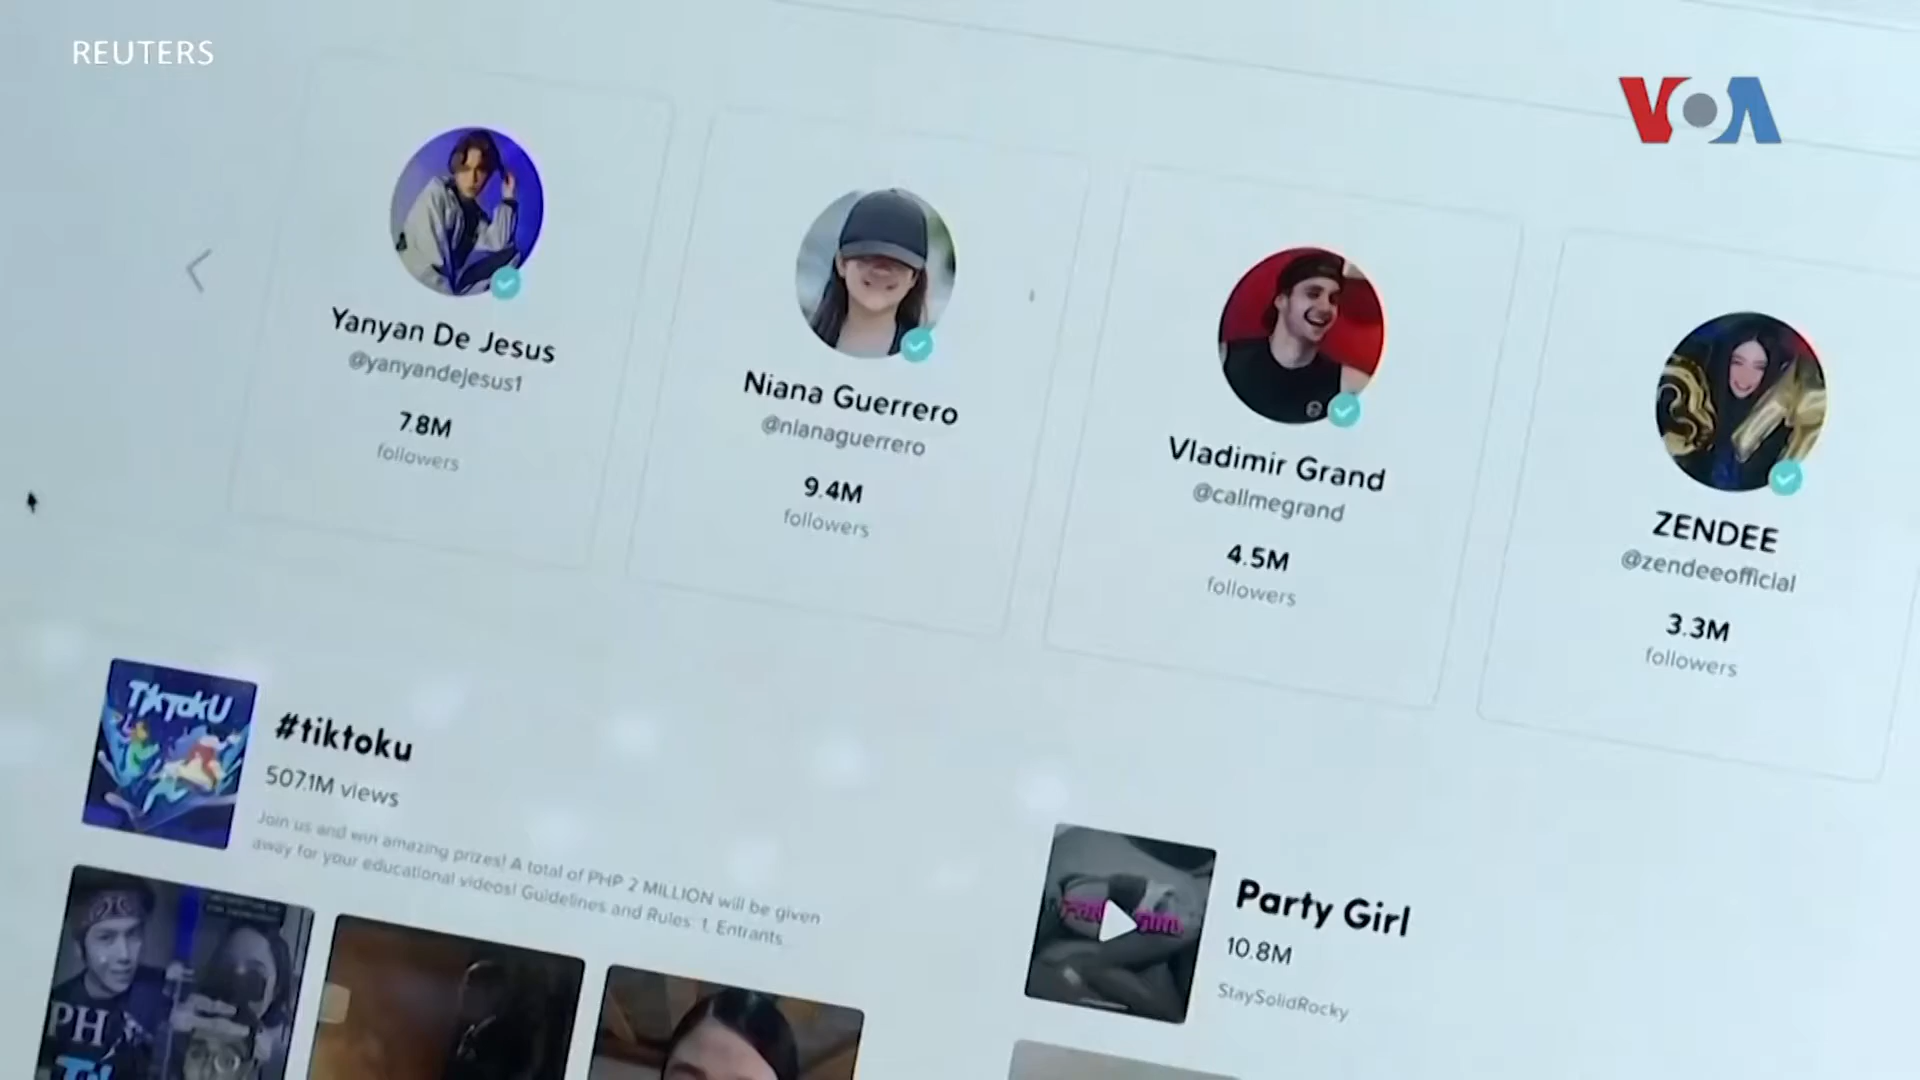 REUTERS
VOA
Yanyan De Jesus
@yanyandejesus1
7.8M
followers
Niana Guerrero
@nianaguerrero
9.4M
followers
Vladimir Grand
@callmegrand
4.5M
followers
ZENDEE
@zendeeofficial
3.3M
followers
TikTokU
#tiktoku
507.1M views
Join us and win amazing prizes! A total of PHP 2 MILLION will be given
away for your educational videos! Guidelines and Rules: 1. Entrants
PH
Party Girl
10.8M
StaySolidRocky